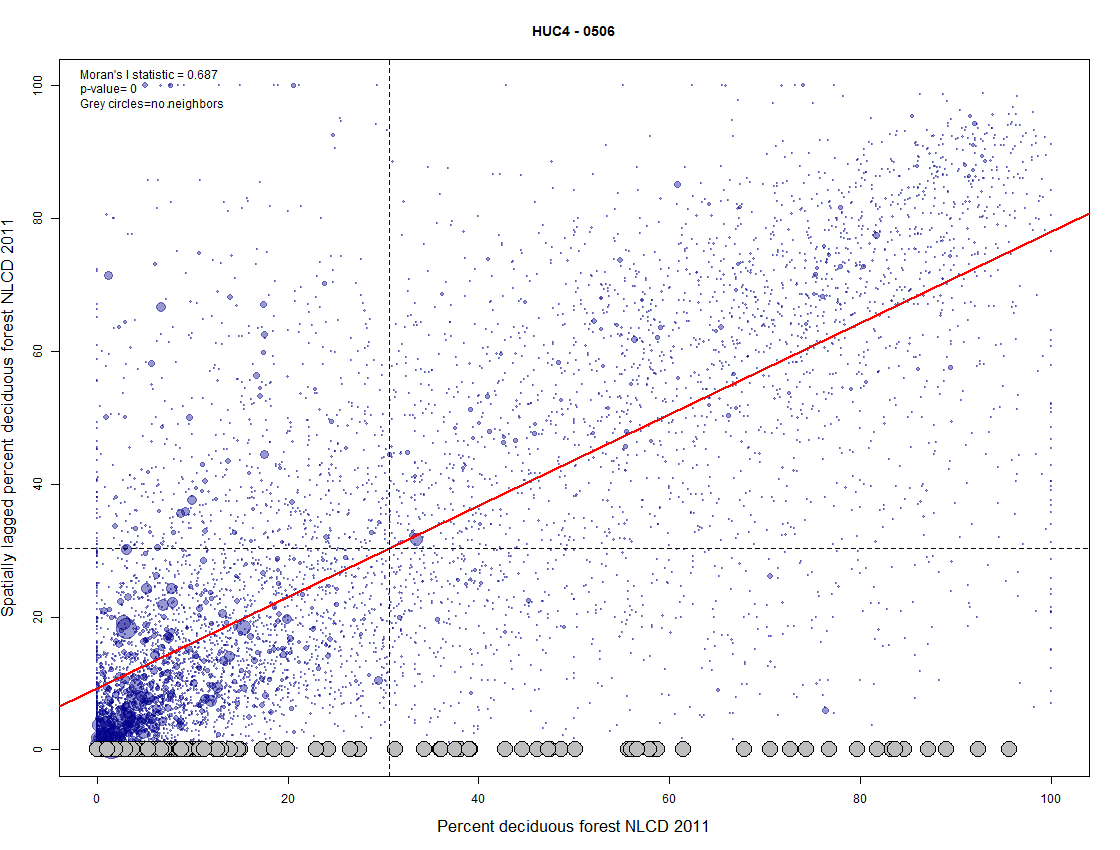 HUC4 - 0506
Moran's I statistic = 0.687
p-value= 0
Grey circles=no.neighbors
Spatially lagged percent deciduous forest NLCD 2011
100
80
60
40
20
0
0 20 40 60 80 100
Percent deciduous forest NLCD 2011